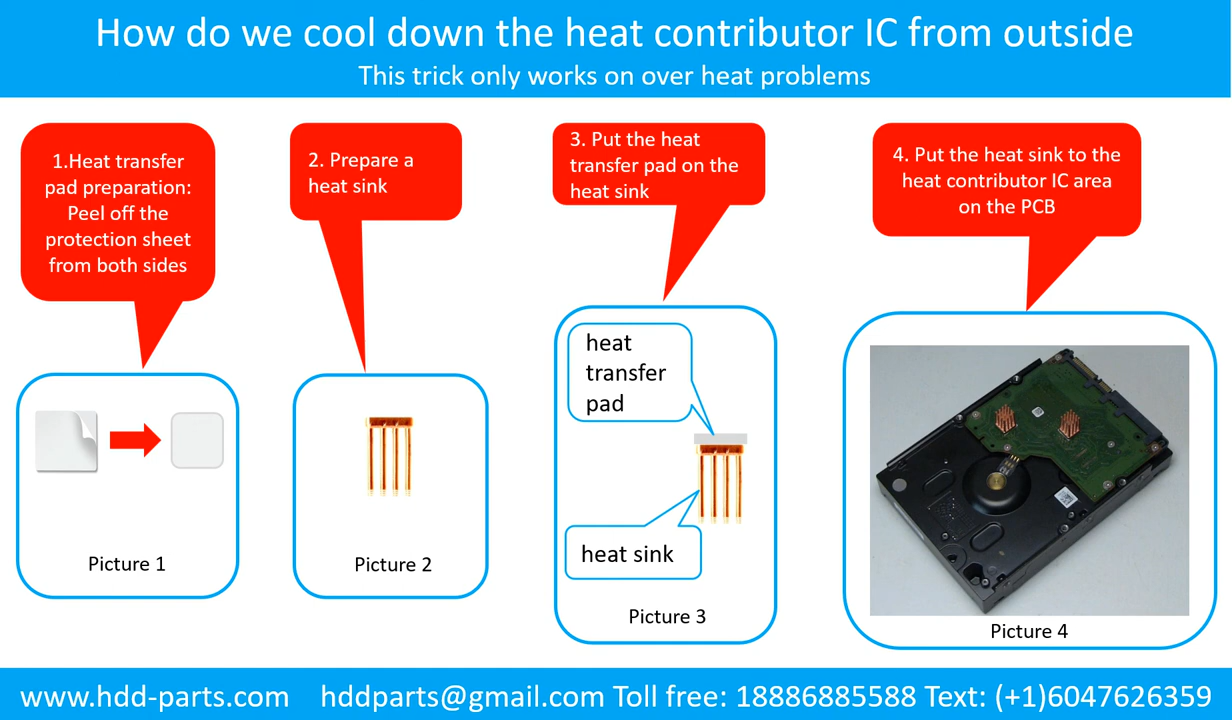 How do we cool down the heat contributor IC from outside
This trick only works on over heat problems
1.Heat transfer
pad preparation:
Peel off the
protection sheet
from both sides
2. Prepare a
heat sink
3. Put the heat
transfer pad on the
heat sink
4. Put the heat sink to the
heat contributor IC area
on the PCB
Picture 1
Picture 2
heat
transfer
pad
heat sink
Picture 3
Picture 4
www.hdd-parts.com hddparts@gmail.com Toll free: 18886885588 Text: (+1)6047626359